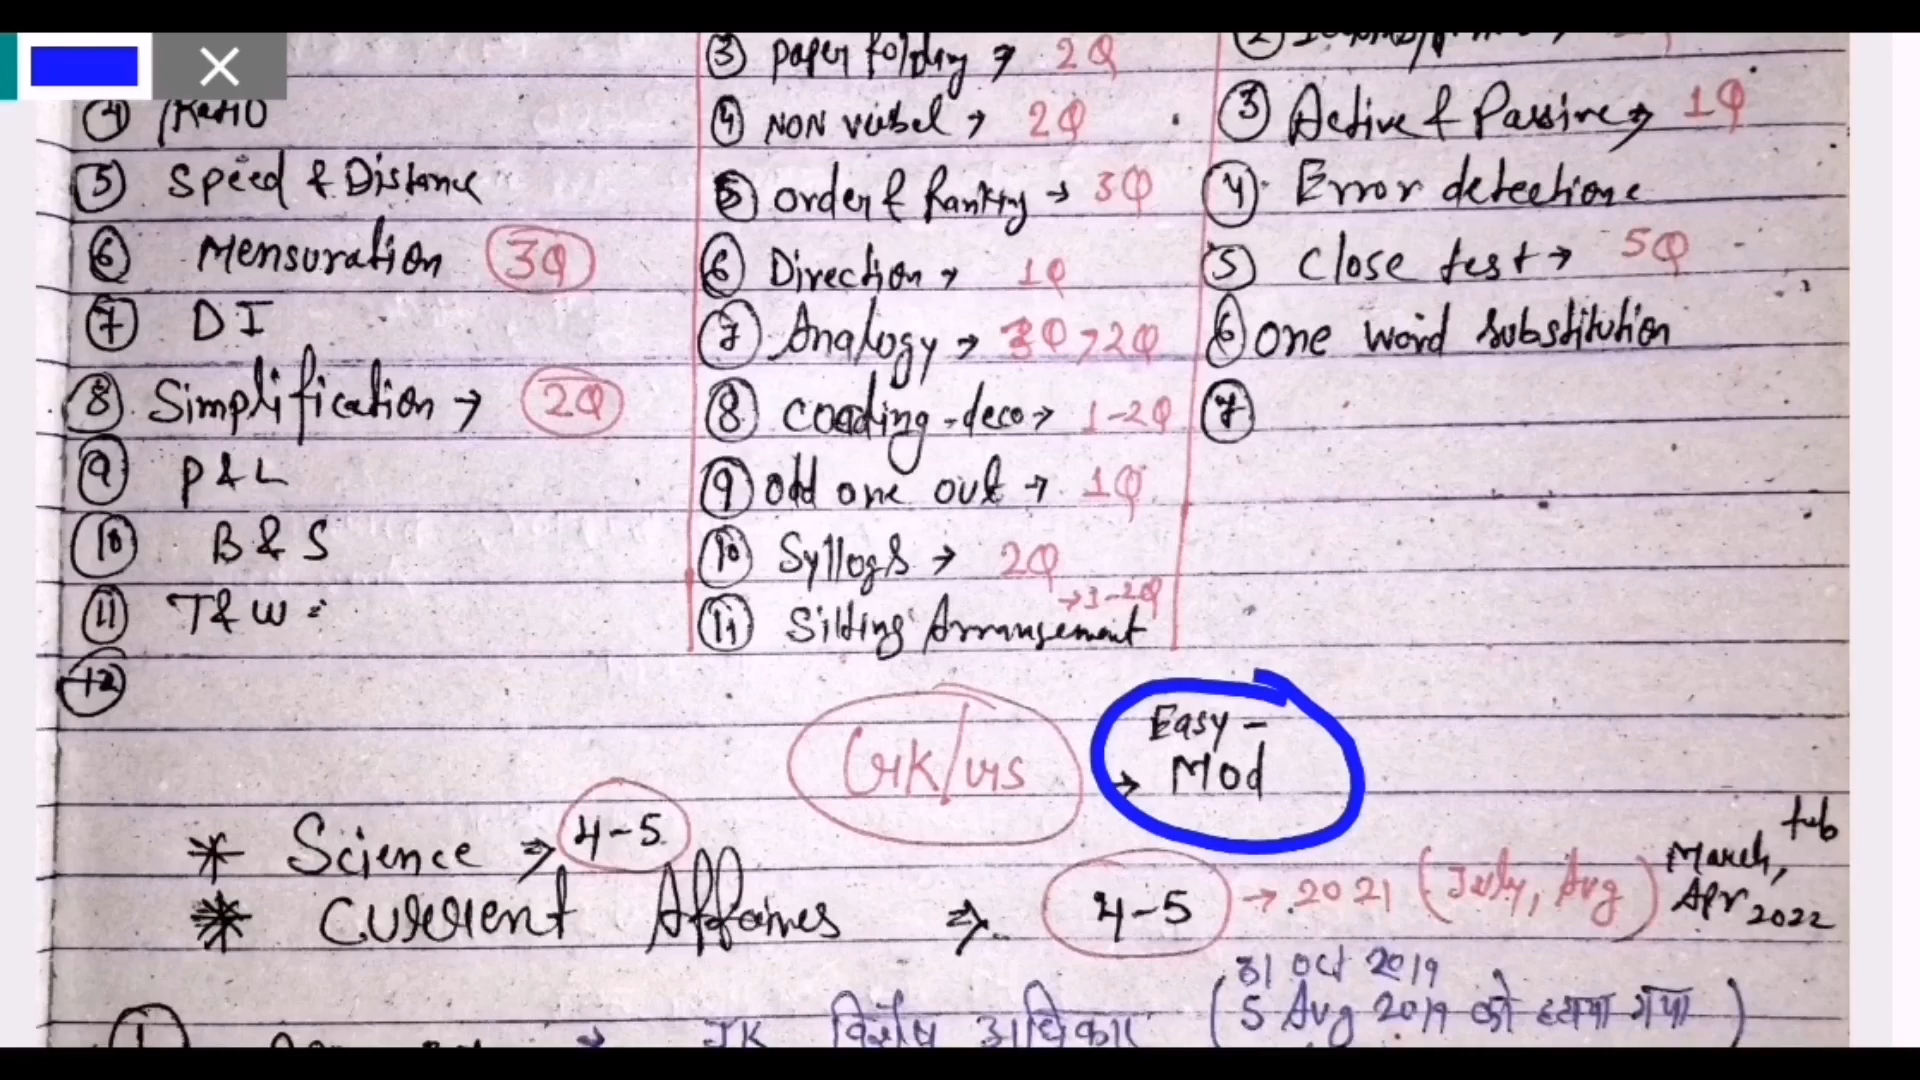 ④ Ratio
⑤ Speed & Distance
⑥ Mensuration 3Q
⑦ DI
⑧ Simplification → 2Q
⑨ P & L
⑩ B & S
⑪ T & W
⑫
③ paper folding → 2Q
④ NON verbel → 2Q
⑤ order & Ranking → 3Q
⑥ Direction → 1Q
⑦ Analogy → 3Q > 2Q
⑧ Coading-deco → 1-2Q
⑨ odd one out → 1Q
⑩ Syllogs → 2Q
→ 1-2Q
⑪ Sitting Arrangement
③ Active & Passive → 1Q
④ Error detection
⑤ Close test → 5Q
⑥ one word substitution
⑦
GK/GS
Easy -
→ Mod
* Science ⇒ 4-5
* Current Affaires ⇒ 4-5 → 2021 (July, Aug) March, Feb
Apr 2022
31 Oct 2019
① JK विशेष अधिकार (5 Aug 2019 को हटाया गया)